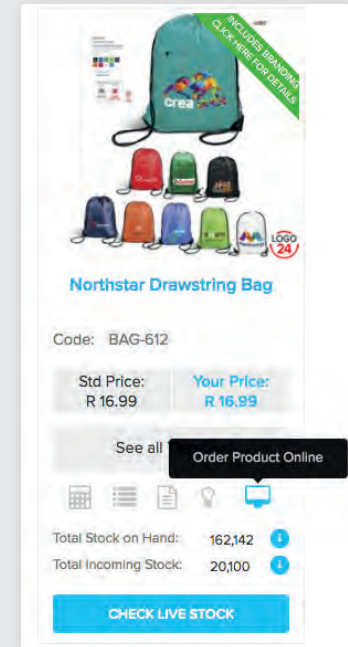 INCLUDES BRANDING
CLICK HERE FOR DETAILS
crea
LOGO
24
Northstar Drawstring Bag
Code: BAG-612
Std Price:
Your Price:
R 16.99
R 16.99
See all
Order Product Online
Total Stock on Hand: 162,142
Total Incoming Stock: 20,100
CHECK LIVE STOCK